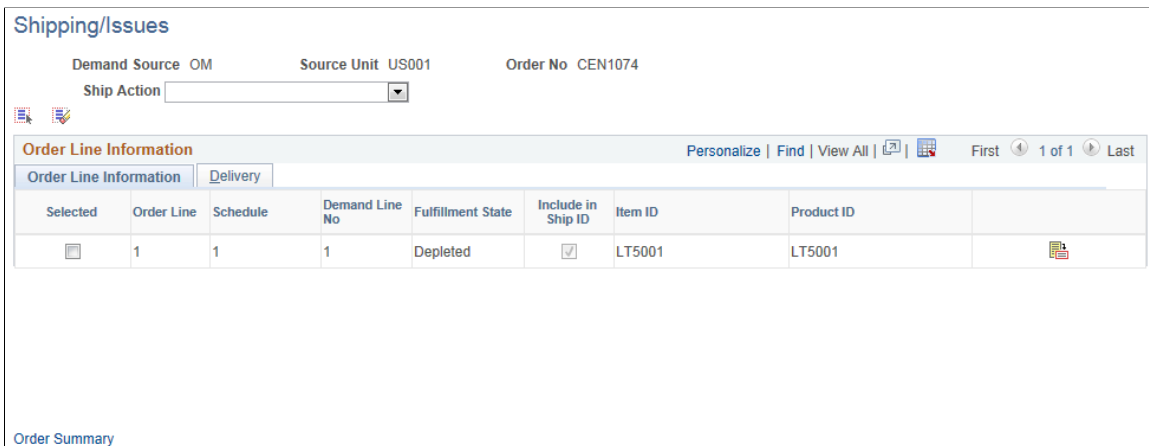 Shipping/Issues
Demand Source OM Source Unit US001 Order No CEN1074
Ship Action
Order Line Information Personalize | Find | View All | | First 1 of 1 Last
Order Line Information Delivery
Selected Order Line Schedule Demand Line No Fulfillment State Include in Ship ID Item ID Product ID
1 1 1 Depleted LT5001 LT5001
Order Summary